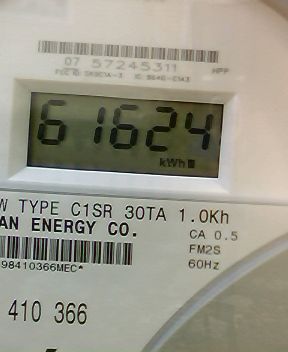 07 57245311 HPP
61624
kWh
W TYPE C1SR 30TA 1.0Kh
AN ENERGY CO.
CA 0.5
FM2S
98410366MEC*
60Hz
410 366